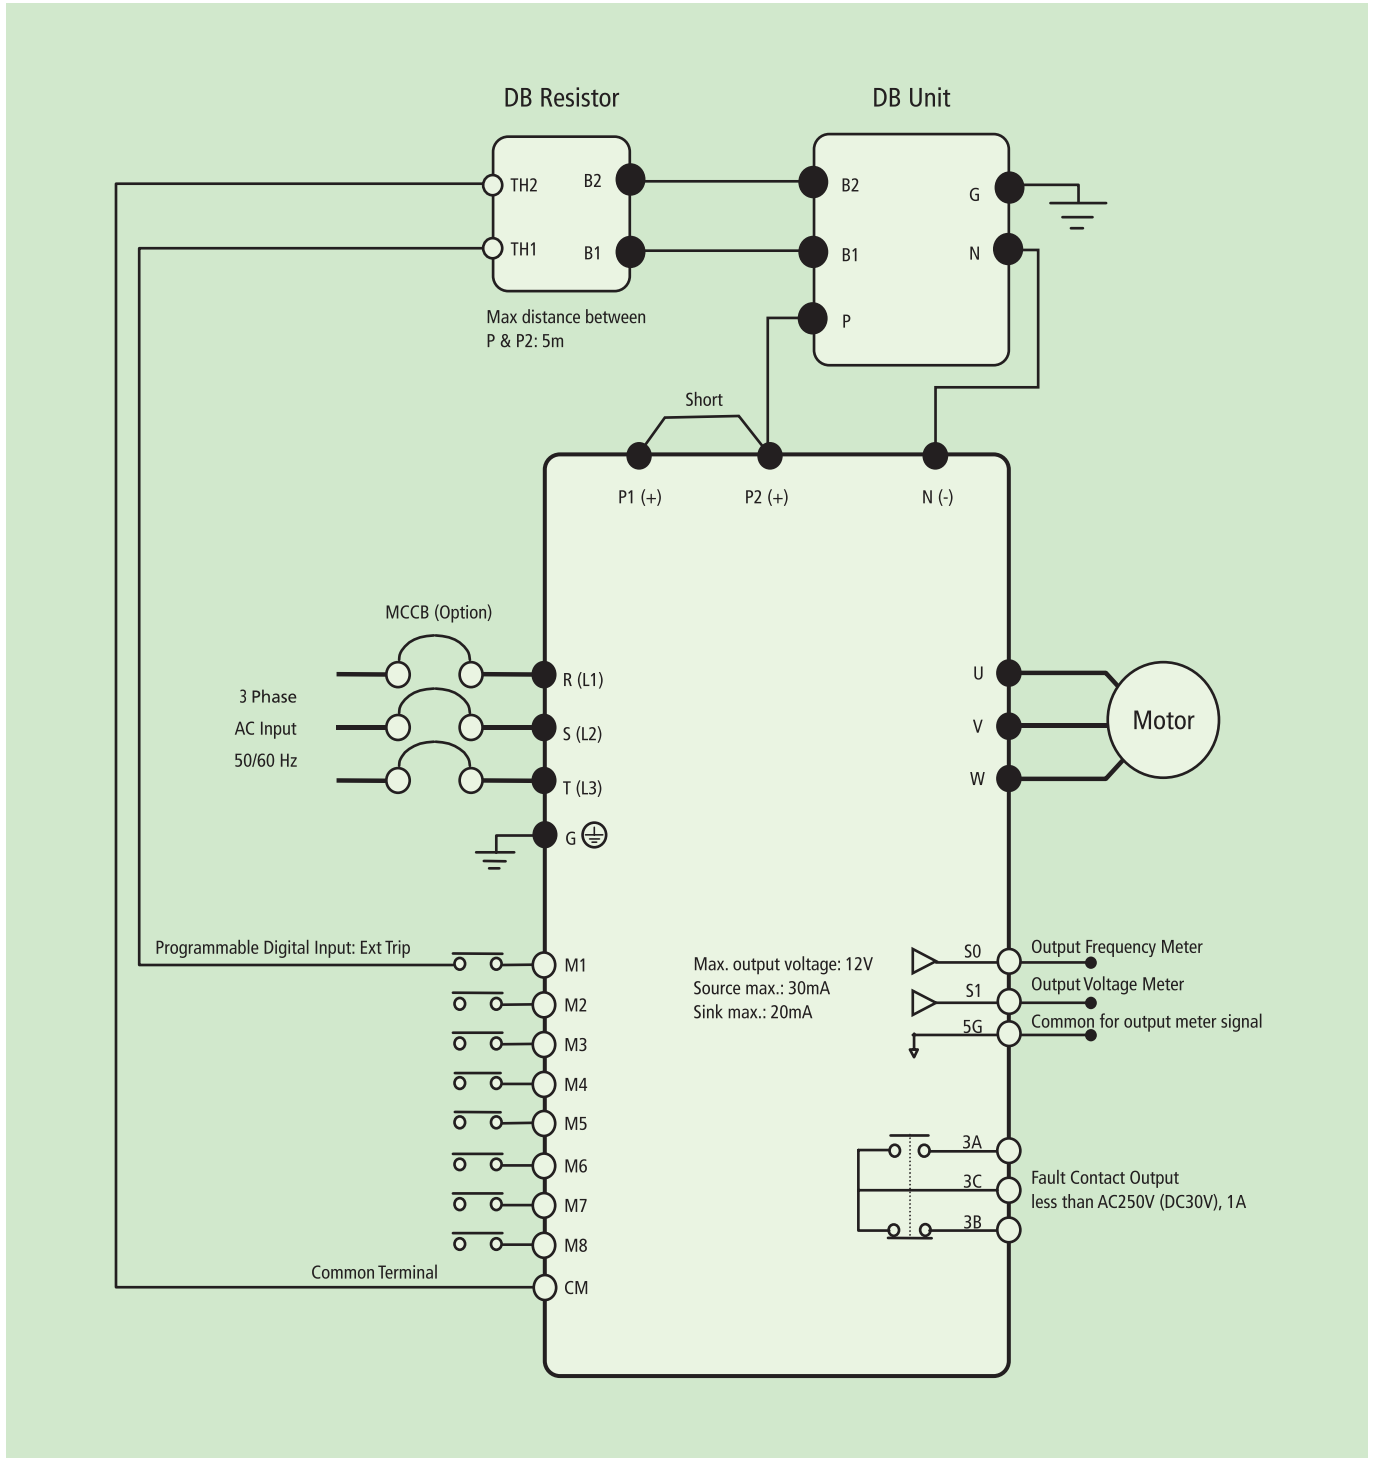 DB Resistor
DB Unit
TH2
B2
B2
G
TH1
B1
B1
N
P
Max distance between
P & P2: 5m
Short
P1 (+)
P2 (+)
N (-)
MCCB (Option)
3 Phase
AC Input
50/60 Hz
R (L1)
S (L2)
T (L3)
G
U
V
W
Motor
Programmable Digital Input: Ext Trip
M1
M2
M3
M4
M5
M6
M7
M8
Common Terminal
CM
Max. output voltage: 12V
Source max.: 30mA
Sink max.: 20mA
S0
Output Frequency Meter
S1
Output Voltage Meter
5G
Common for output meter signal
3A
3C
3B
Fault Contact Output
less than AC250V (DC30V), 1A